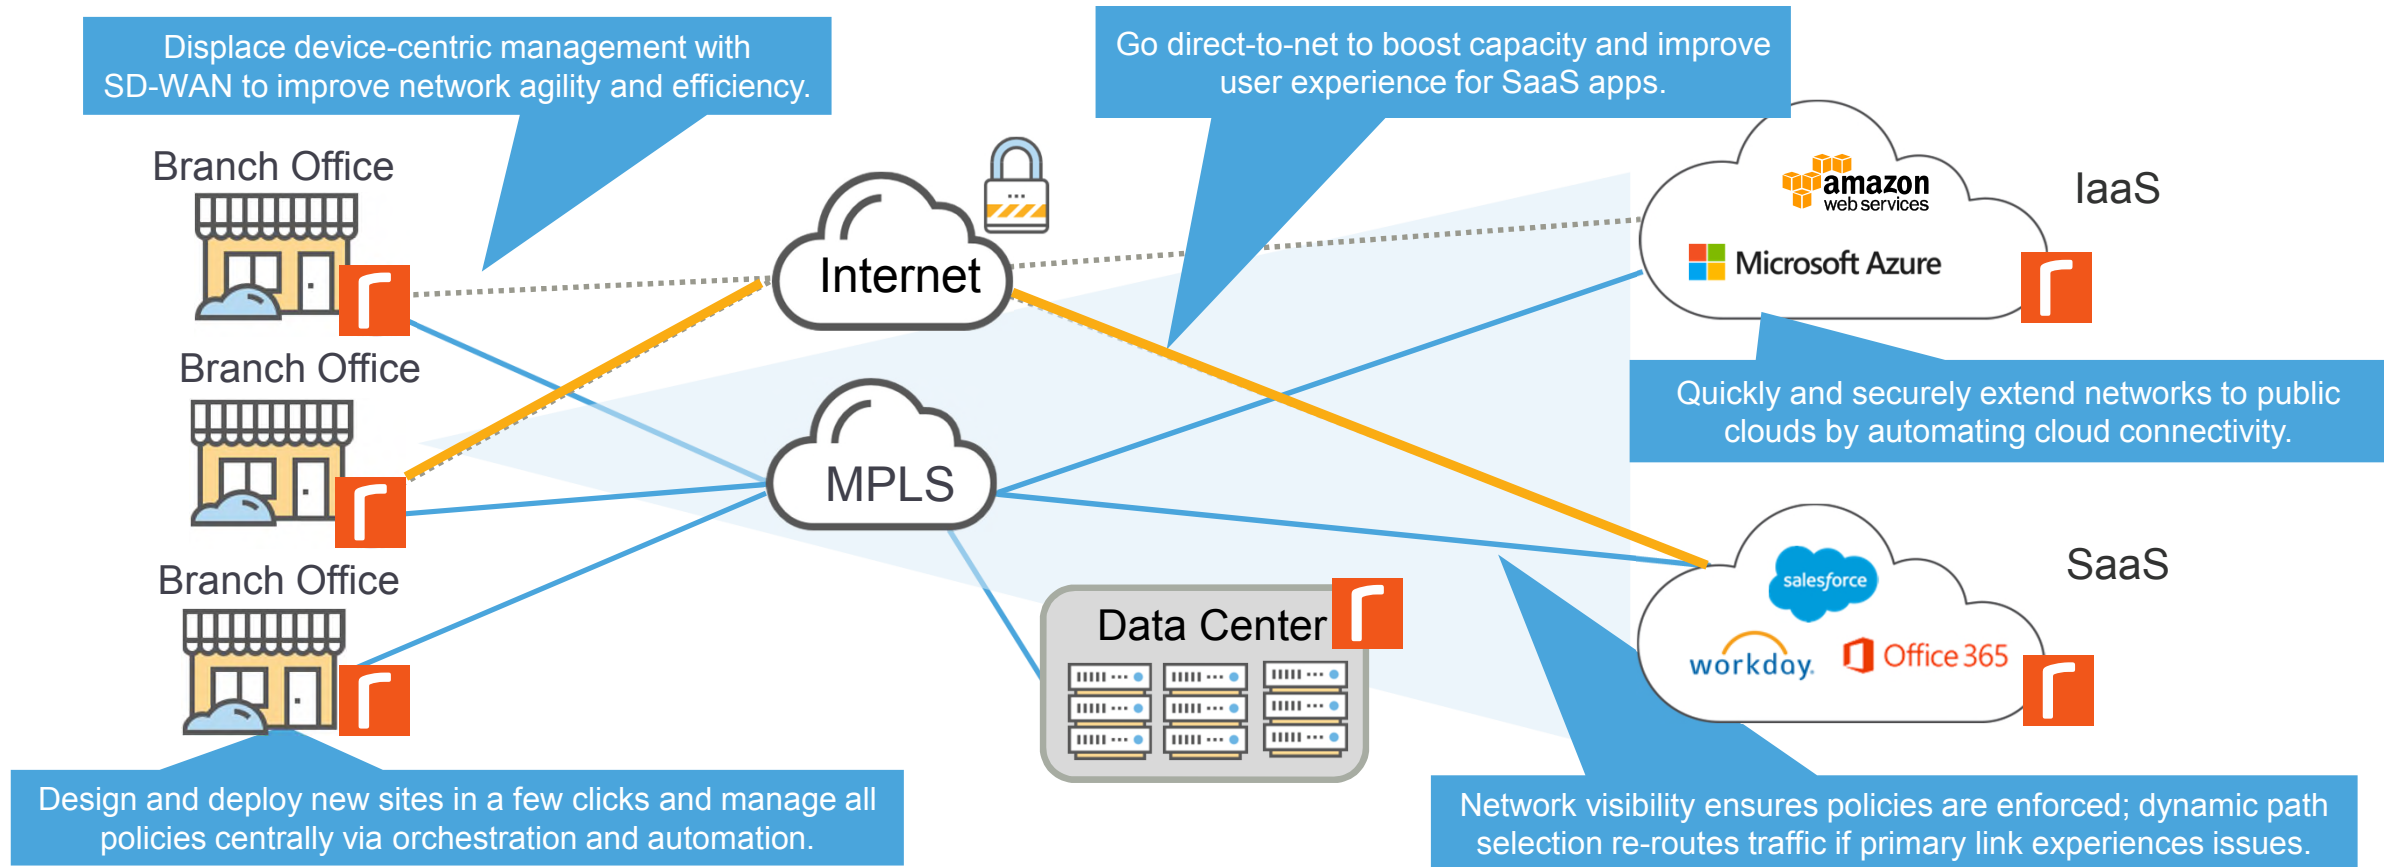 Displace device-centric management with
SD-WAN to improve network agility and efficiency.
Go direct-to-net to boost capacity and improve
user experience for SaaS apps.
Branch Office
Internet
amazon
web services
Microsoft Azure
IaaS
Branch Office
MPLS
Quickly and securely extend networks to public
clouds by automating cloud connectivity.
Branch Office
Data Center
salesforce
workday.
Office 365
SaaS
Design and deploy new sites in a few clicks and manage all
policies centrally via orchestration and automation.
Network visibility ensures policies are enforced; dynamic path
selection re-routes traffic if primary link experiences issues.